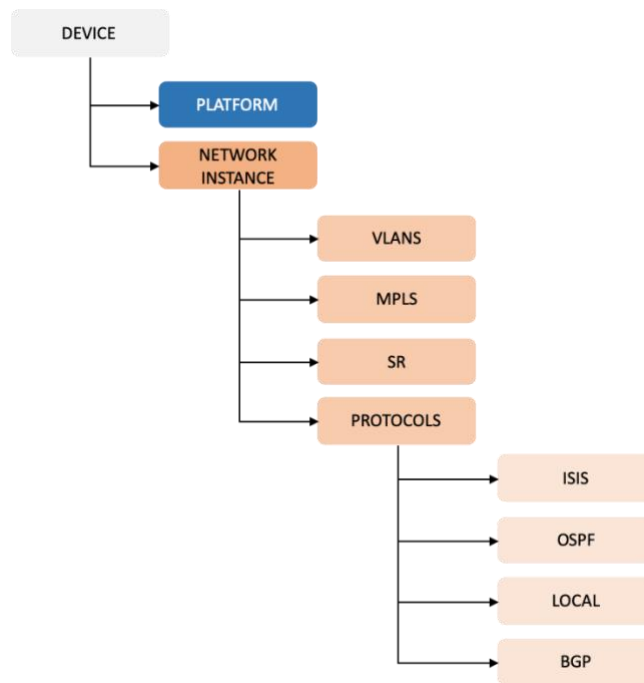 DEVICE
PLATFORM
NETWORK
INSTANCE
VLANS
MPLS
SR
PROTOCOLS
ISIS
OSPF
LOCAL
BGP